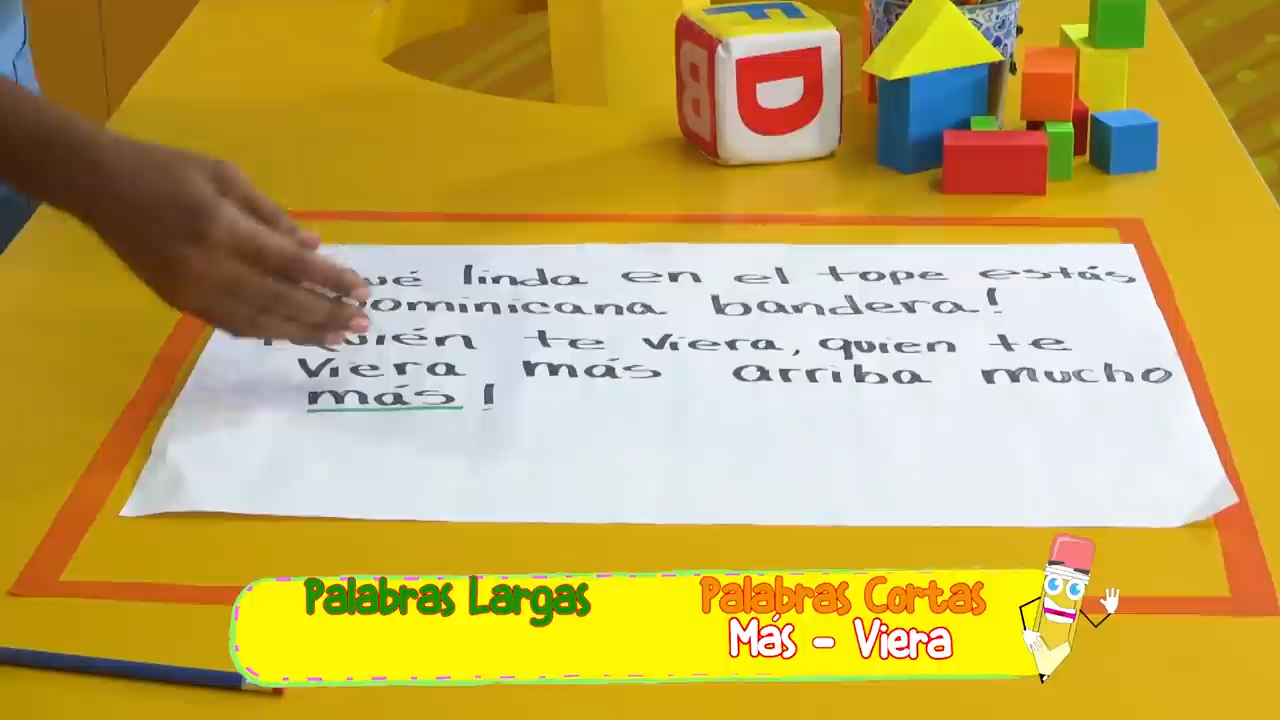 F
B
D
linda en el tope estás
bandera!
te viera, quien te
viera más arriba mucho
más!
Palabras Largas
Palabras Cortas
Más - Viera